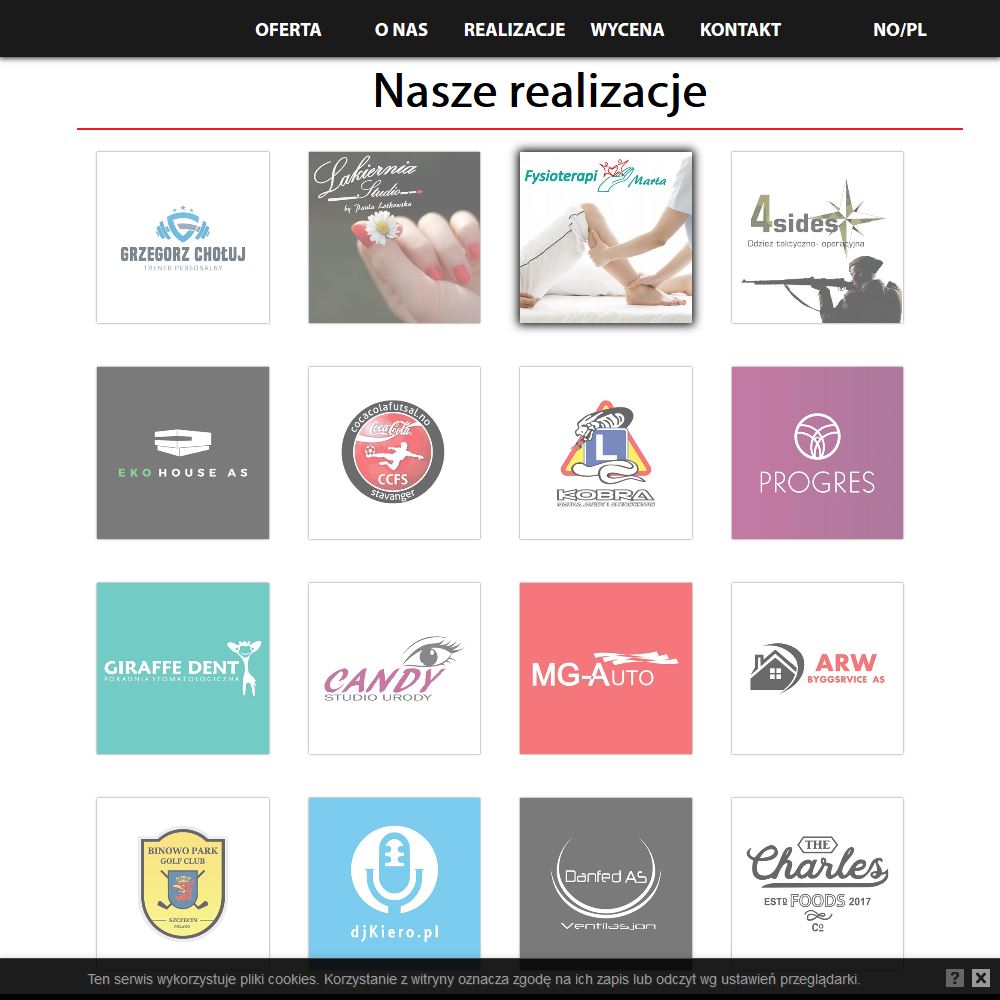 OFERTA O NAS REALIZACJE WYCENA KONTAKT NO/PL
Nasze realizacje
GRZEGORZ CHOŁUJ
TRENER PERSONALNY
Lakiernia
Studio
by Paula Lotkowska
Fysioterapi Marta
4sides
Odzież taktyczno- operacyjna
EKO HOUSE AS
cocacolafutsal.no
Coca-Cola
CCFS
stavanger
L
KOBRA
NAUKA JAZDY I AUTOSERWIS
PROGRES
GIRAFFE DENT
PORADNIA STOMATOLOGICZNA
CANDY
STUDIO URODY
MG-AUTO
ARW
BYGGSRVICE AS
BINOWO PARK
GOLF CLUB
SZCZECIN
POLAND
djKiero.pl
Danfed AS
Ventilasjon
THE
Charles
ESTD FOODS 2017
Co
Ten serwis wykorzystuje pliki cookies. Korzystanie z witryny oznacza zgodę na ich zapis lub odczyt wg ustawień przeglądarki. ? X